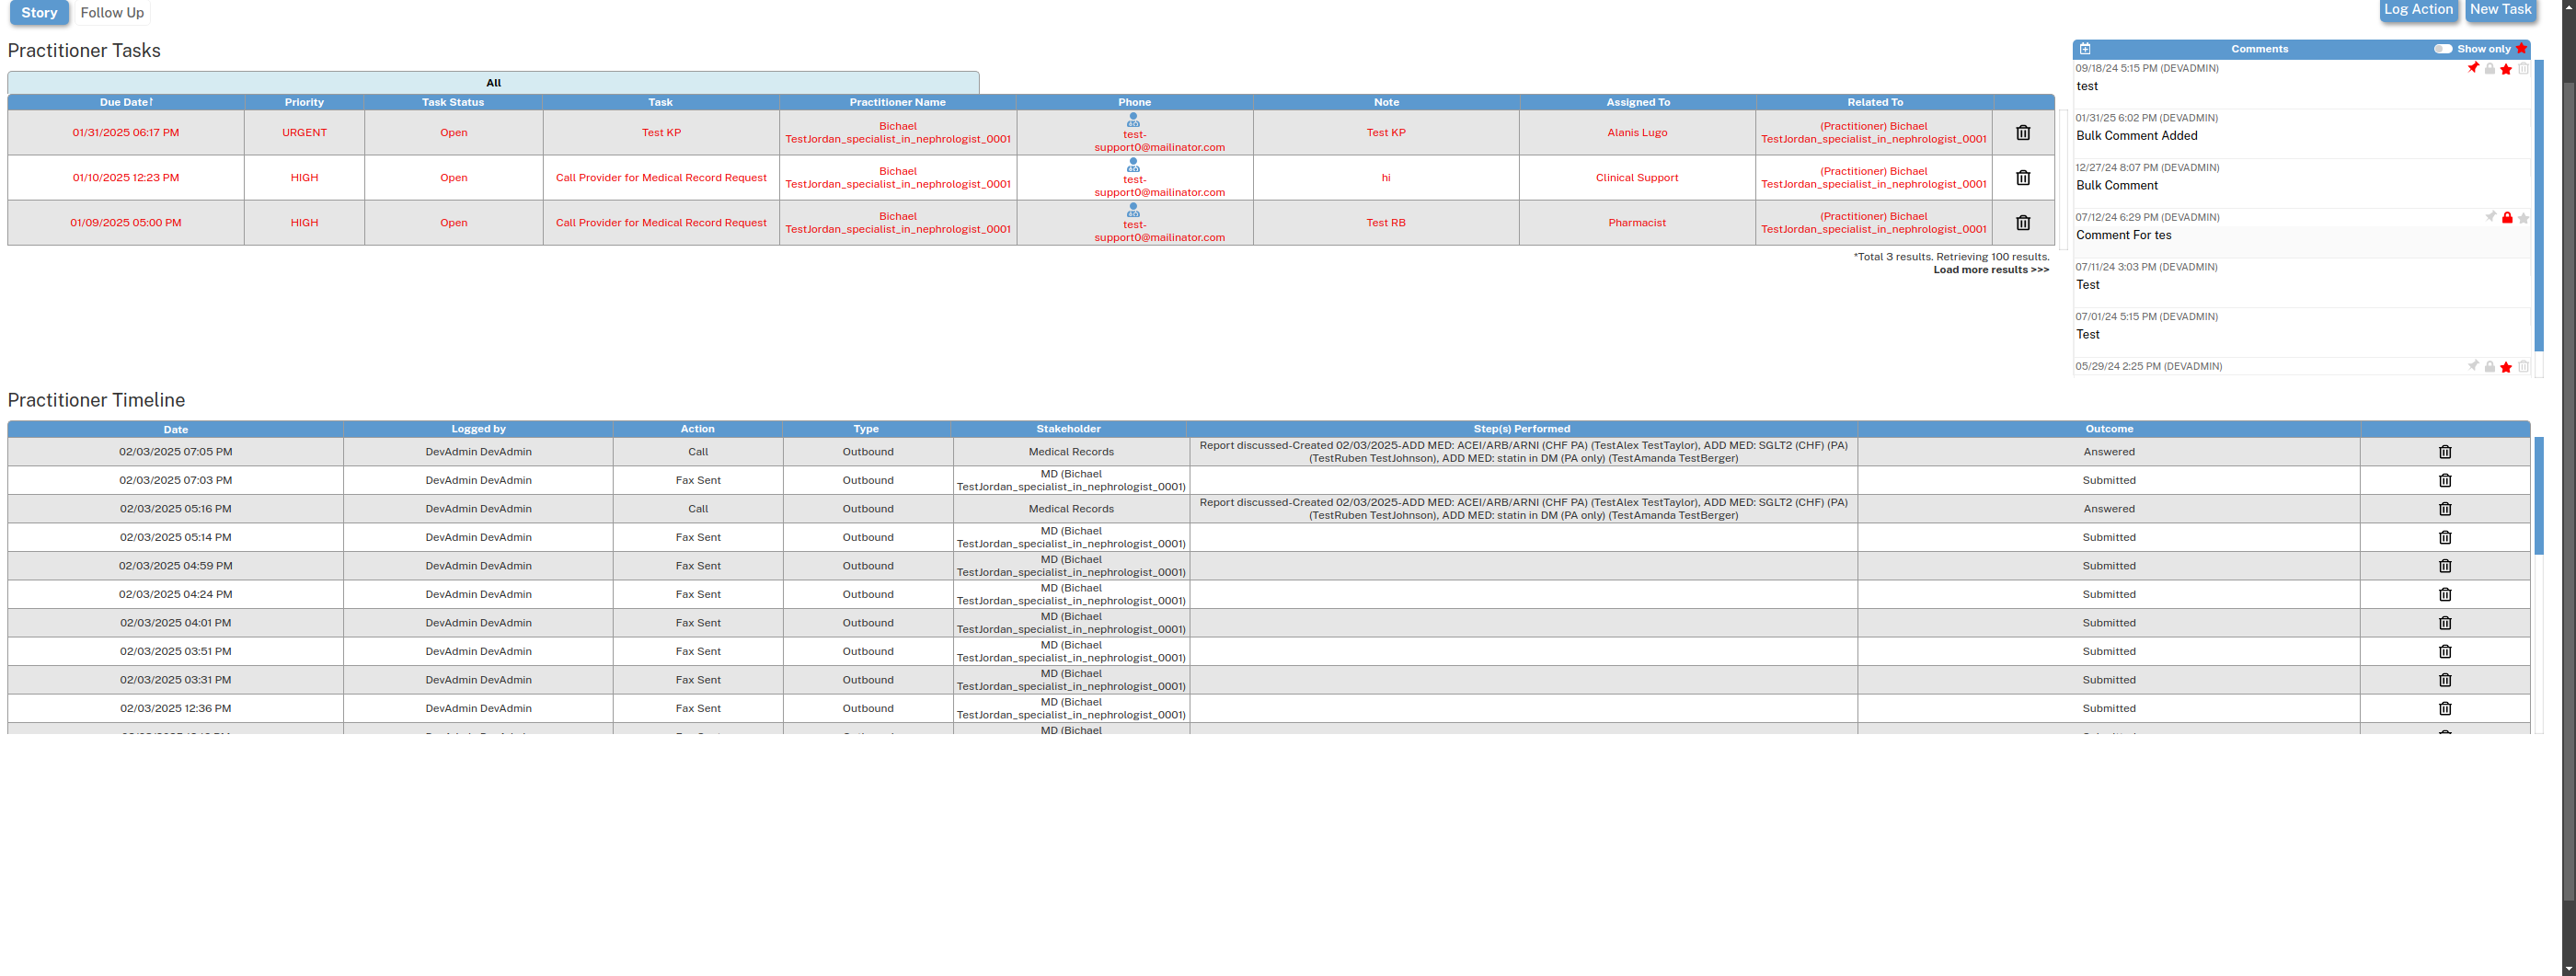 Story Follow Up Log Action New Task
Practitioner Tasks
All
Due Date↑ Priority Task Status Task Practitioner Name Phone Note Assigned To Related To
01/31/2025 06:17 PM URGENT Open Test KP Bichael TestJordan_specialist_in_nephrologist_0001 test-support0@mailinator.com Test KP Alanis Lugo (Practitioner) Bichael TestJordan_specialist_in_nephrologist_0001
01/10/2025 12:23 PM HIGH Open Call Provider for Medical Record Request Bichael TestJordan_specialist_in_nephrologist_0001 test-support0@mailinator.com hi Clinical Support (Practitioner) Bichael TestJordan_specialist_in_nephrologist_0001
01/09/2025 05:00 PM HIGH Open Call Provider for Medical Record Request Bichael TestJordan_specialist_in_nephrologist_0001 test-support0@mailinator.com Test RB Pharmacist (Practitioner) Bichael TestJordan_specialist_in_nephrologist_0001
*Total 3 results. Retrieving 100 results.
Load more results >>>
Comments Show only
09/18/24 5:15 PM (DEVADMIN)
test
01/31/25 6:02 PM (DEVADMIN)
Bulk Comment Added
12/27/24 8:07 PM (DEVADMIN)
Bulk Comment
07/12/24 6:29 PM (DEVADMIN)
Comment For tes
07/11/24 3:03 PM (DEVADMIN)
Test
07/01/24 5:15 PM (DEVADMIN)
Test
05/29/24 2:25 PM (DEVADMIN)
Practitioner Timeline
Date Logged by Action Type Stakeholder Step(s) Performed Outcome
02/03/2025 07:05 PM DevAdmin DevAdmin Call Outbound Medical Records Report discussed-Created 02/03/2025-ADD MED: ACEI/ARB/ARNI (CHF PA) (TestAlex TestTaylor), ADD MED: SGLT2 (CHF) (PA) (TestRuben TestJohnson), ADD MED: statin in DM (PA only) (TestAmanda TestBerger) Answered
02/03/2025 07:03 PM DevAdmin DevAdmin Fax Sent Outbound MD (Bichael TestJordan_specialist_in_nephrologist_0001) Submitted
02/03/2025 05:16 PM DevAdmin DevAdmin Call Outbound Medical Records Report discussed-Created 02/03/2025-ADD MED: ACEI/ARB/ARNI (CHF PA) (TestAlex TestTaylor), ADD MED: SGLT2 (CHF) (PA) (TestRuben TestJohnson), ADD MED: statin in DM (PA only) (TestAmanda TestBerger) Answered
02/03/2025 05:14 PM DevAdmin DevAdmin Fax Sent Outbound MD (Bichael TestJordan_specialist_in_nephrologist_0001) Submitted
02/03/2025 04:59 PM DevAdmin DevAdmin Fax Sent Outbound MD (Bichael TestJordan_specialist_in_nephrologist_0001) Submitted
02/03/2025 04:24 PM DevAdmin DevAdmin Fax Sent Outbound MD (Bichael TestJordan_specialist_in_nephrologist_0001) Submitted
02/03/2025 04:01 PM DevAdmin DevAdmin Fax Sent Outbound MD (Bichael TestJordan_specialist_in_nephrologist_0001) Submitted
02/03/2025 03:51 PM DevAdmin DevAdmin Fax Sent Outbound MD (Bichael TestJordan_specialist_in_nephrologist_0001) Submitted
02/03/2025 03:31 PM DevAdmin DevAdmin Fax Sent Outbound MD (Bichael TestJordan_specialist_in_nephrologist_0001) Submitted
02/03/2025 12:36 PM DevAdmin DevAdmin Fax Sent Outbound MD (Bichael TestJordan_specialist_in_nephrologist_0001) Submitted
MD (Bichael